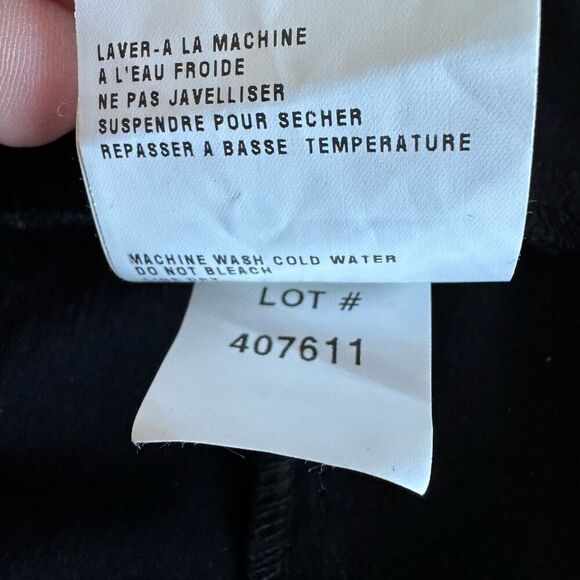 LAVER-A LA MACHINE
A L'EAU FROIDE
NE PAS JAVELLISER
SUSPENDRE POUR SECHER
REPASSER A BASSE TEMPERATURE
MACHINE WASH COLD WATER
DO NOT BLEACH
LOT #
407611